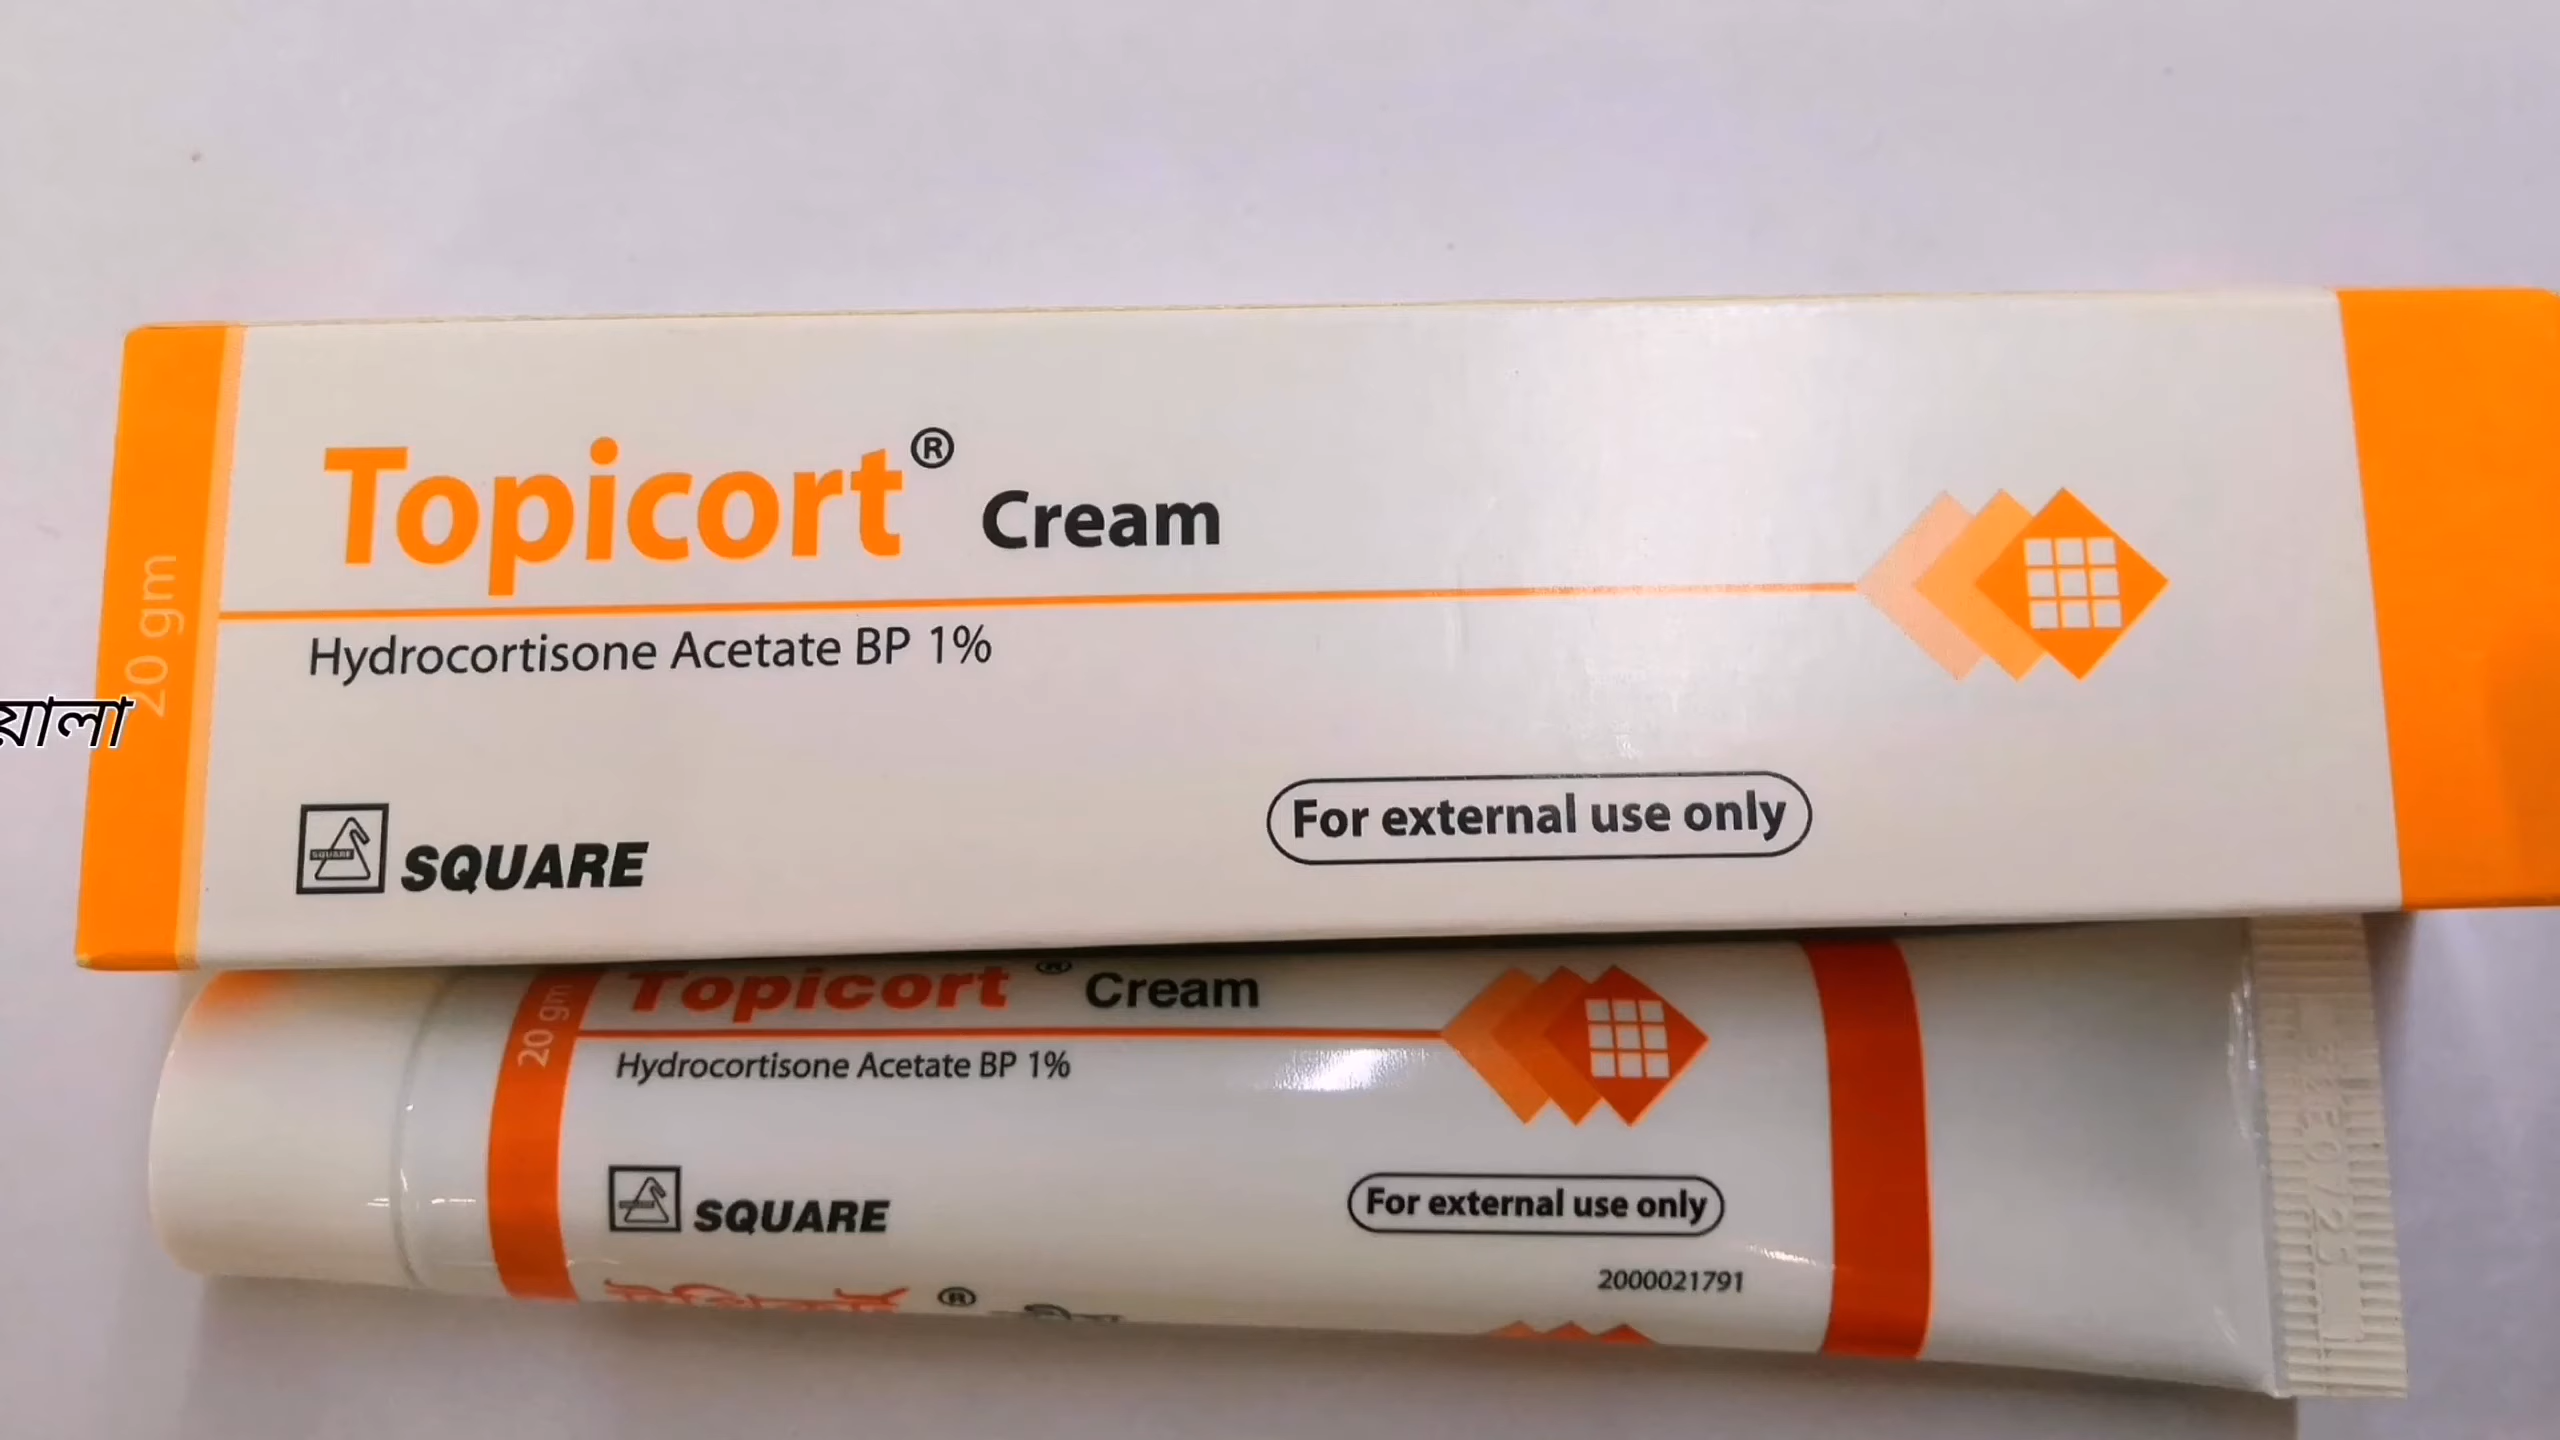 Topicort® Cream
20 gm
Hydrocortisone Acetate BP 1%
য়ালা
SQUARE
SQUARE
For external use only
Topicort® Cream
20 gm
Hydrocortisone Acetate BP 1%
SQUARE
For external use only
2000021791
®